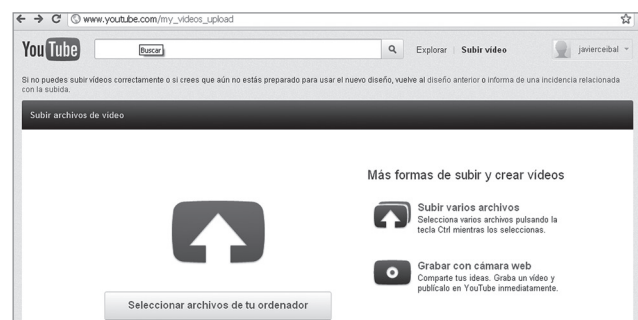 www.youtube.com/my_videos_upload
YouTube Buscar Explorar | Subir vídeo javierceibal
Si no puedes subir vídeos correctamente o si crees que aún no estás preparado para usar el nuevo diseño, vuelve al diseño anterior o informa de una incidencia relacionada
con la subida.
Subir archivos de vídeo
Más formas de subir y crear vídeos
Subir varios archivos
Selecciona varios archivos pulsando la
tecla Ctrl mientras los seleccionas.
Grabar con cámara web
Comparte tus ideas. Graba un vídeo y
publícalo en YouTube inmediatamente.
Seleccionar archivos de tu ordenador